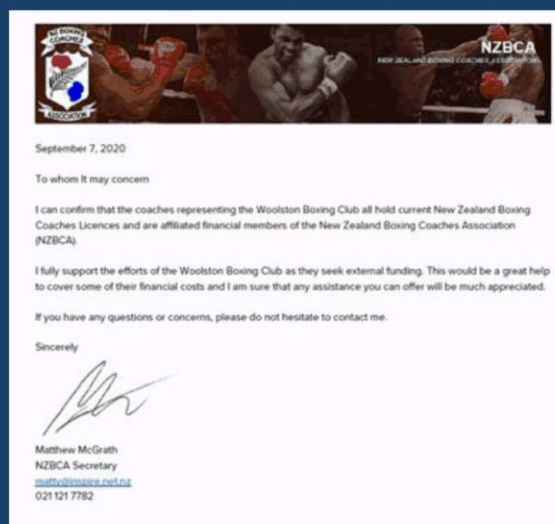 NZ BOXING
COACHES
ASSOCIATION
NZBCA
NEW ZEALAND BOXING COACHES ASSOCIATION
September 7, 2020
To whom It may concern
I can confirm that the coaches representing the Woolston Boxing Club all hold current New Zealand Boxing
Coaches Licences and are affiliated financial members of the New Zealand Boxing Coaches Association
(NZBCA).
I fully support the efforts of the Woolston Boxing Club as they seek external funding. This would be a great help
to cover some of their financial costs and I am sure that any assistance you can offer will be much appreciated.
If you have any questions or concerns, please do not hesitate to contact me.
Sincerely
Matthew McGrath
NZBCA Secretary
matty@inspire.net.nz
021 121 7782